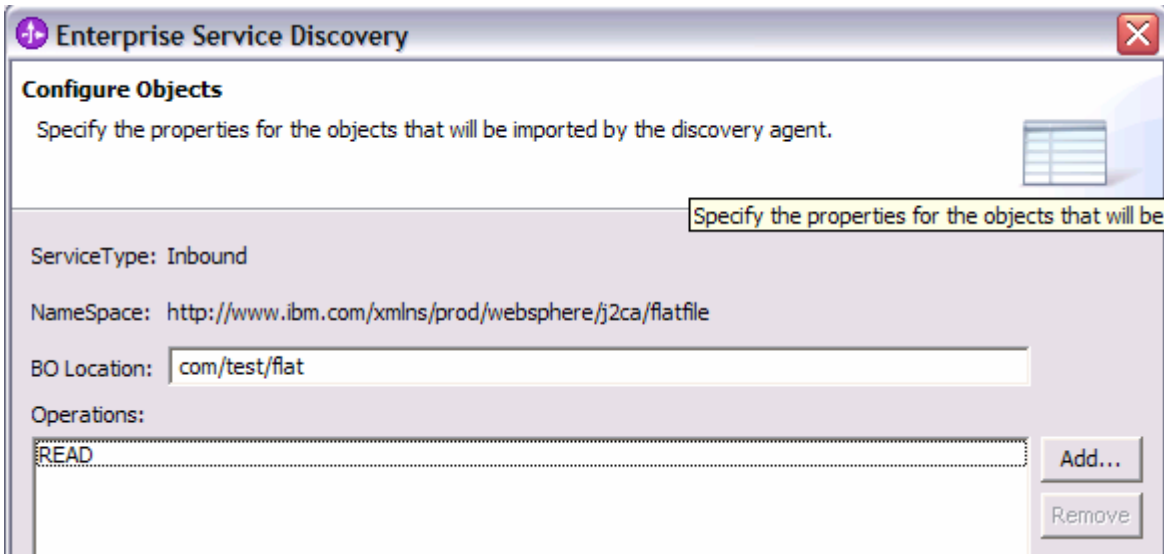 Enterprise Service Discovery
Configure Objects
Specify the properties for the objects that will be imported by the discovery agent.
Specify the properties for the objects that will be
ServiceType: Inbound
NameSpace: http://www.ibm.com/xmlns/prod/websphere/j2ca/flatfile
BO Location: com/test/flat
Operations:
READ
Add...
Remove